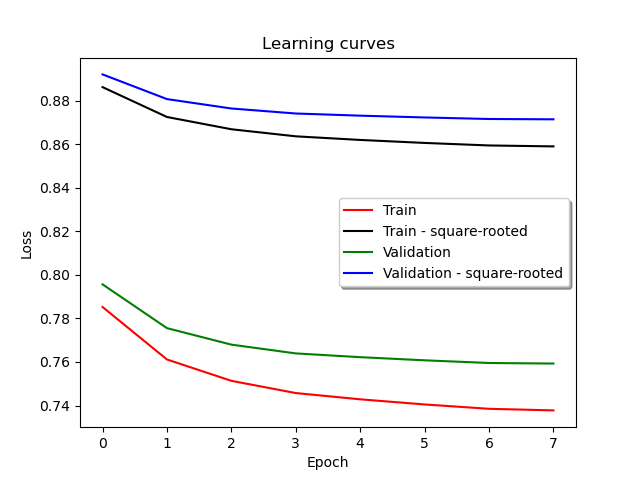 Learning curves
Loss
0.88
0.86
0.84
0.82
0.80
0.78
0.76
0.74
Train
Train - square-rooted
Validation
Validation - square-rooted
0 1 2 3 4 5 6 7
Epoch